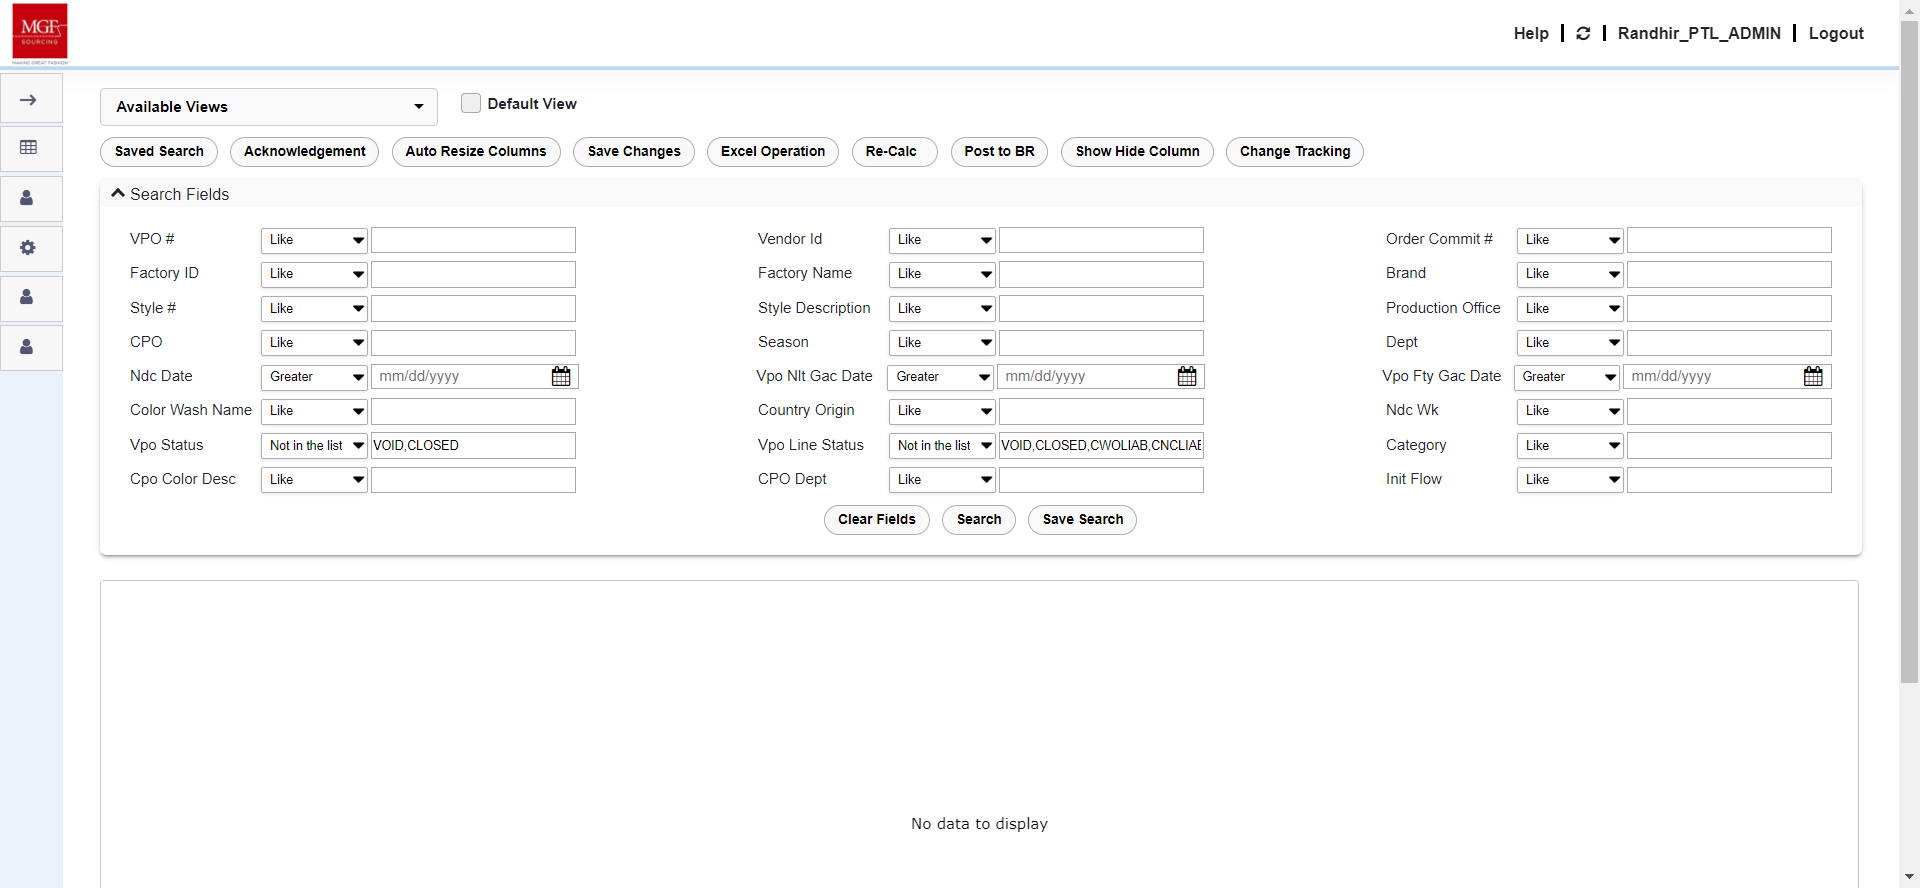 MGF
SOURCING
MAKING GREAT FASHION
Help Randhir_PTL_ADMIN Logout
Available Views Default View
Saved Search Acknowledgement Auto Resize Columns Save Changes Excel Operation Re-Calc Post to BR Show Hide Column Change Tracking
Search Fields
VPO # Like Vendor Id Like Order Commit # Like
Factory ID Like Factory Name Like Brand Like
Style # Like Style Description Like Production Office Like
CPO Like Season Like Dept Like
Ndc Date Greater mm/dd/yyyy Vpo Nlt Gac Date Greater mm/dd/yyyy Vpo Fty Gac Date Greater mm/dd/yyyy
Color Wash Name Like Country Origin Like Ndc Wk Like
Vpo Status Not in the list VOID,CLOSED Vpo Line Status Not in the list VOID,CLOSED,CWOLIAB,CNCLIAE Category Like
Cpo Color Desc Like CPO Dept Like Init Flow Like
Clear Fields Search Save Search
No data to display